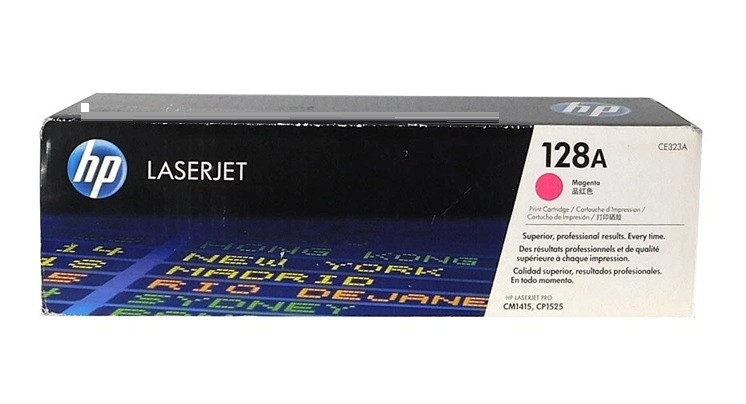 hp
hp
LASERJET
128A
CE323A
Magenta
品红色
Print Cartridge / Cartouche d'Impression /
Cartucho de Impresión / 打印硒鼓
Superior, professional results. Every time.
Des résultats professionnels et de qualité
supérieure à chaque impression.
Calidad superior, resultados profesionales.
En todo momento.
HP LASERJET PRO
CM1415, CP1525
14
HONG KONG
NEW YORK
MADRID
RIO DE JANE
SYDNEY